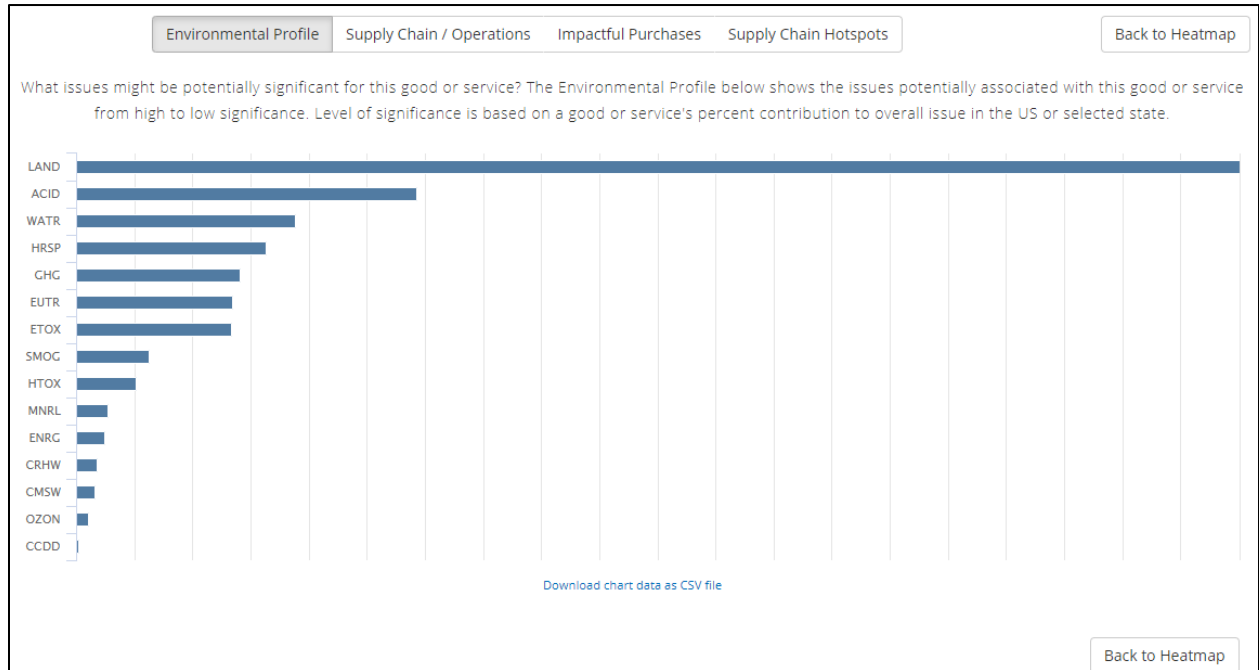 Environmental Profile
Supply Chain / Operations
Impactful Purchases
Supply Chain Hotspots
Back to Heatmap
What issues might be potentially significant for this good or service? The Environmental Profile below shows the issues potentially associated with this good or service
from high to low significance. Level of significance is based on a good or service's percent contribution to overall issue in the US or selected state.
LAND
ACID
WATR
HRSP
GHG
EUTR
ETOX
SMOG
HTOX
MNRL
ENRG
CRHW
CMSW
OZON
CCDD
Download chart data as CSV file
Back to Heatmap